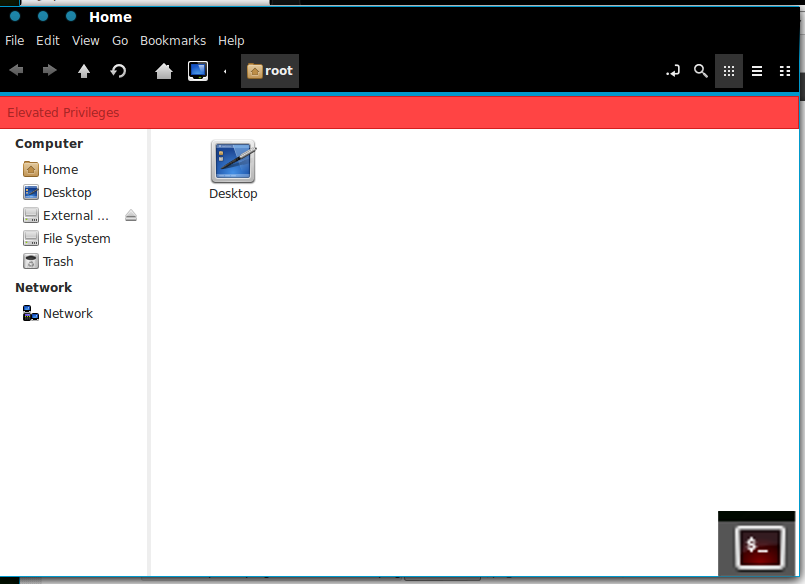 Home
File Edit View Go Bookmarks Help
root
Elevated Privileges
Computer
Home
Desktop
External ...
File System
Trash
Network
Network
Desktop
$_